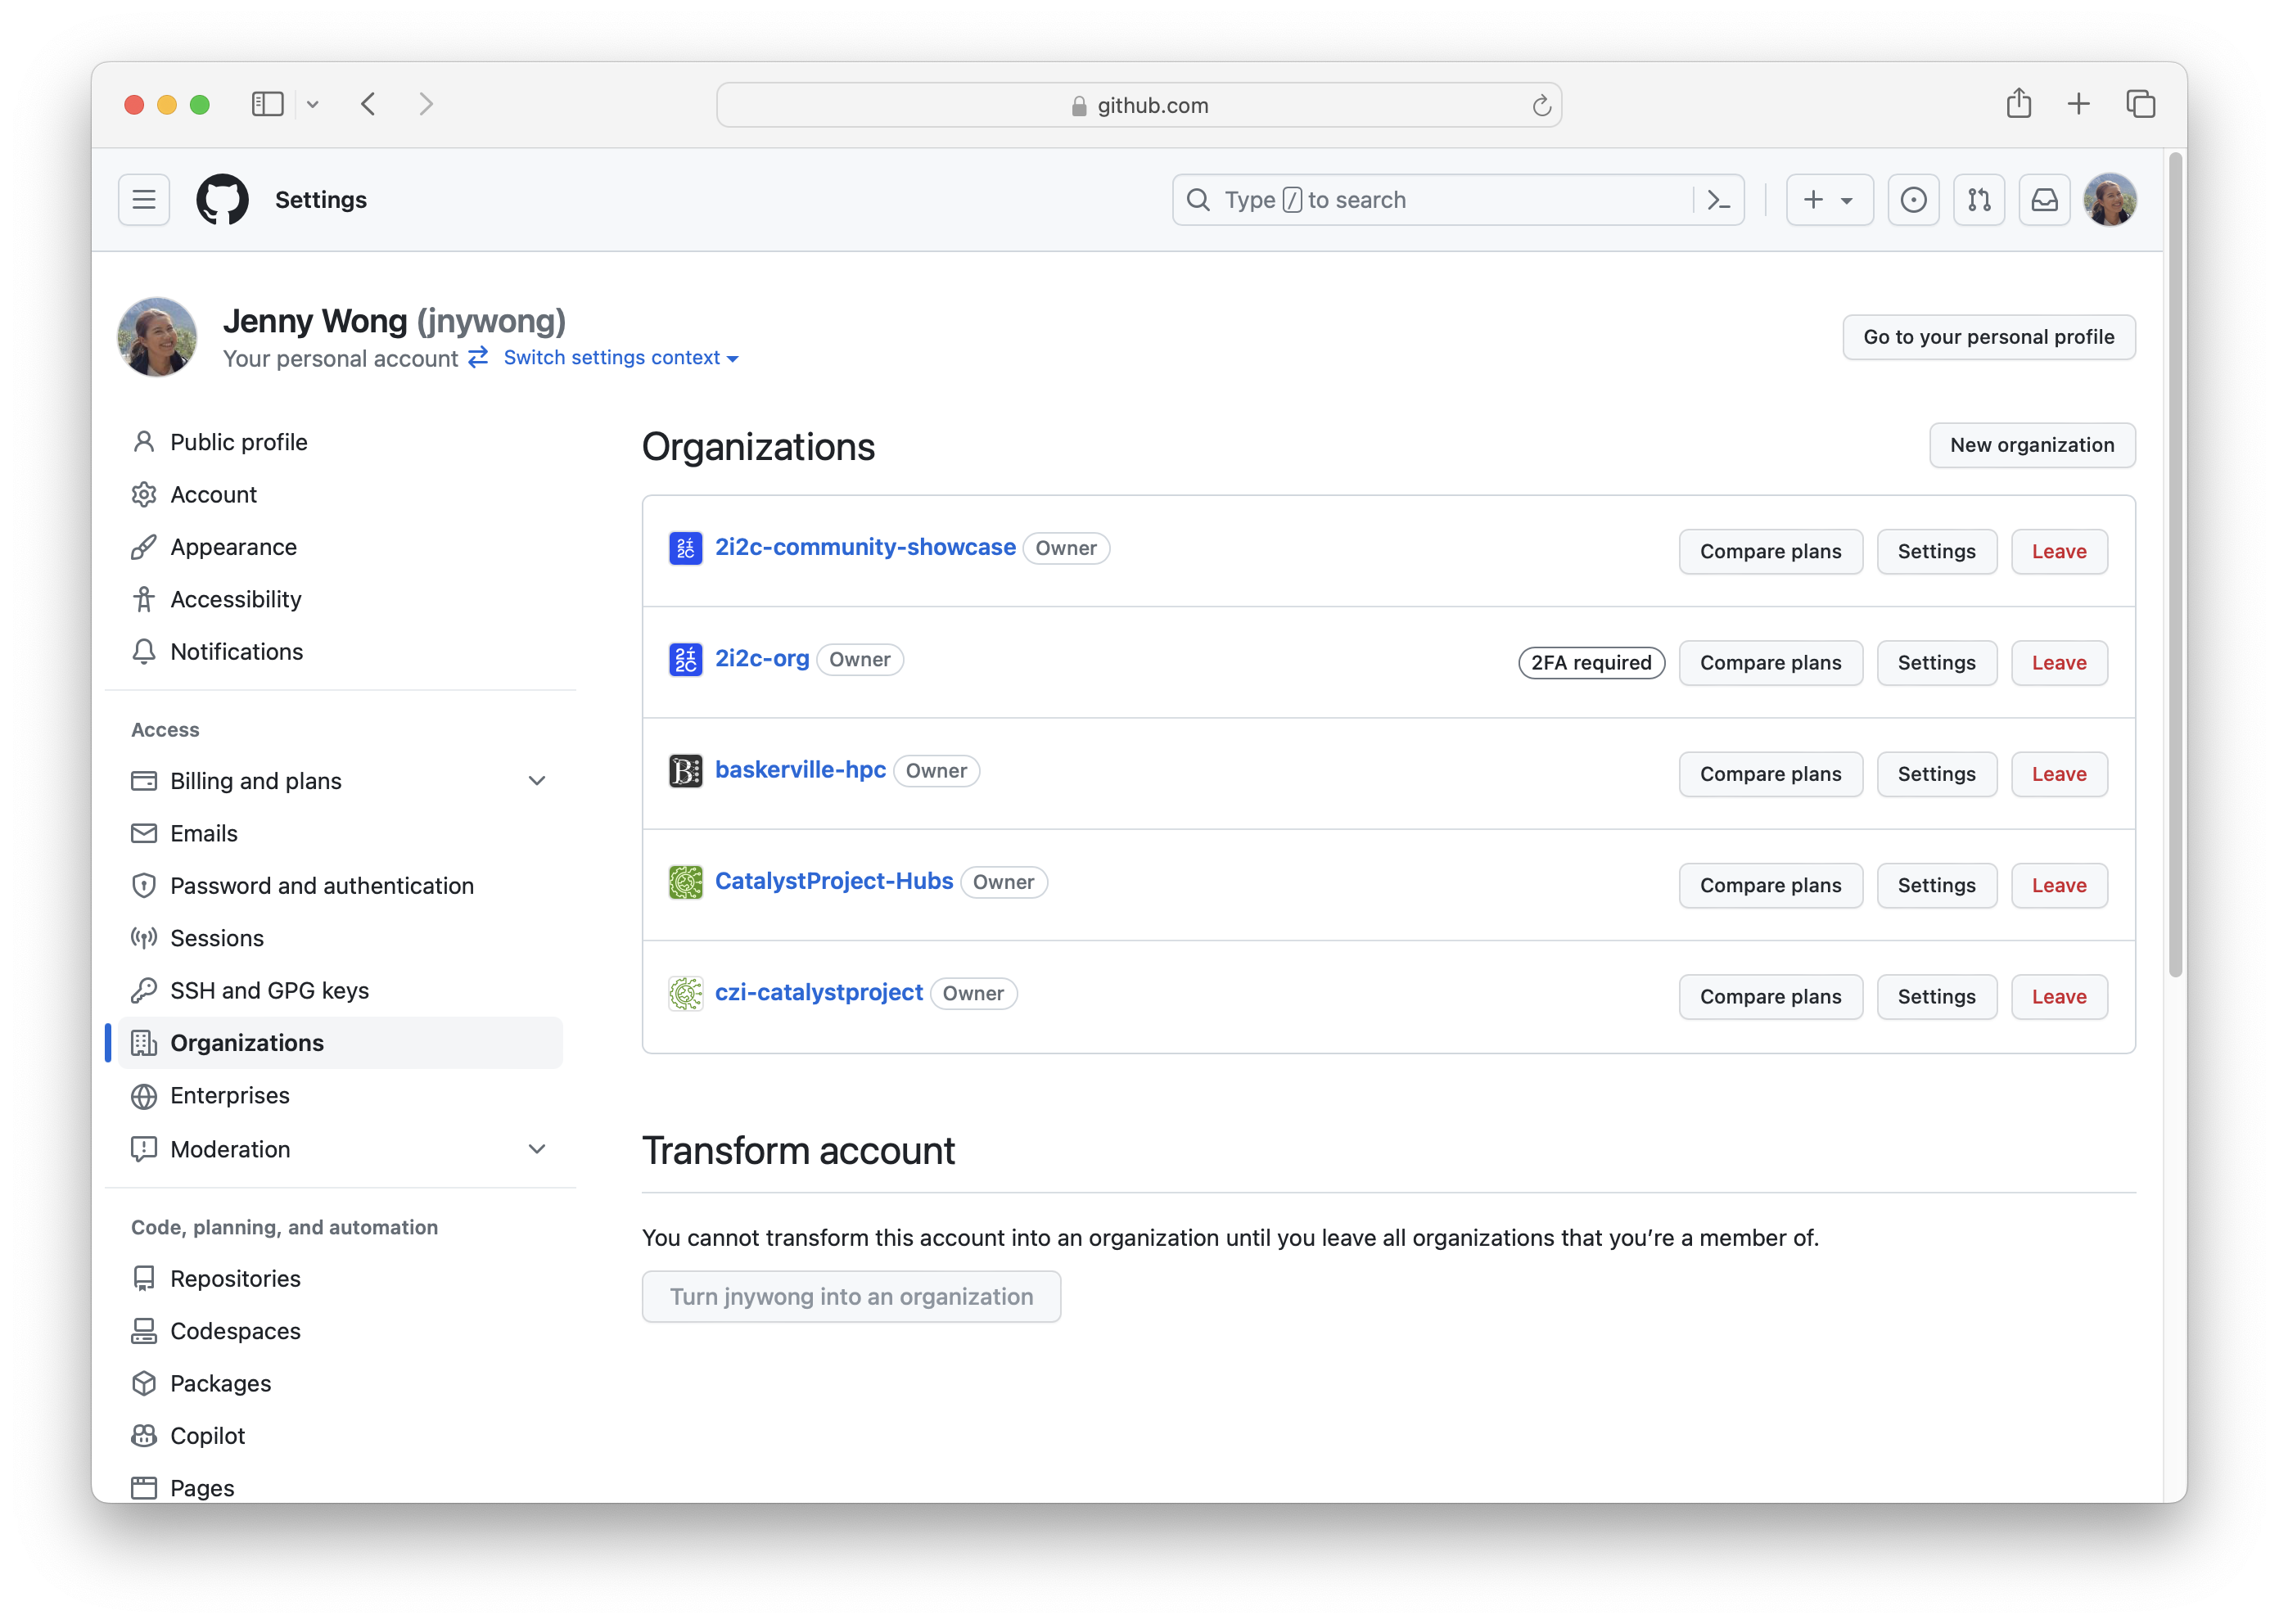 github.com
Settings
Type / to search
Jenny Wong (jnywong)
Your personal account Switch settings context
Go to your personal profile
Public profile
Account
Appearance
Accessibility
Notifications
Access
Billing and plans
Emails
Password and authentication
Sessions
SSH and GPG keys
Organizations
Enterprises
Moderation
Code, planning, and automation
Repositories
Codespaces
Packages
Copilot
Pages
Organizations
New organization
2i2c 2i2c-community-showcase Owner Compare plans Settings Leave
2i2c 2i2c-org Owner 2FA required Compare plans Settings Leave
B baskerville-hpc Owner Compare plans Settings Leave
CatalystProject-Hubs Owner Compare plans Settings Leave
czi-catalystproject Owner Compare plans Settings Leave
Transform account
You cannot transform this account into an organization until you leave all organizations that you’re a member of.
Turn jnywong into an organization